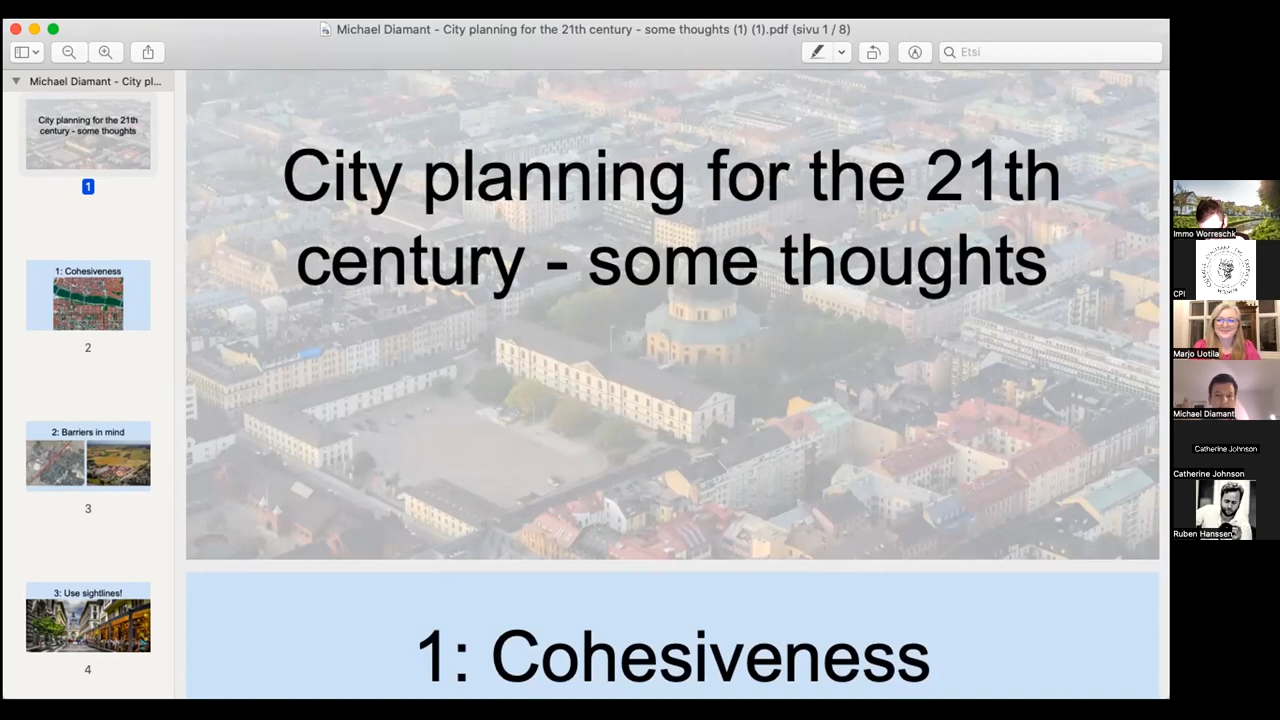 Michael Diamant - City planning for the 21th century - some thoughts (1) (1).pdf (sivu 1 / 8)
Etsi
Michael Diamant - City pl...
City planning for the 21th
century - some thoughts
1
1: Cohesiveness
2
2: Barriers in mind
3
3: Use sightlines!
4
City planning for the 21th
century - some thoughts
1: Cohesiveness
Immo Worreschk
CPI
Marjo Uotila
Michael Diamant
Catherine Johnson
Catherine Johnson
Ruben Hanssen